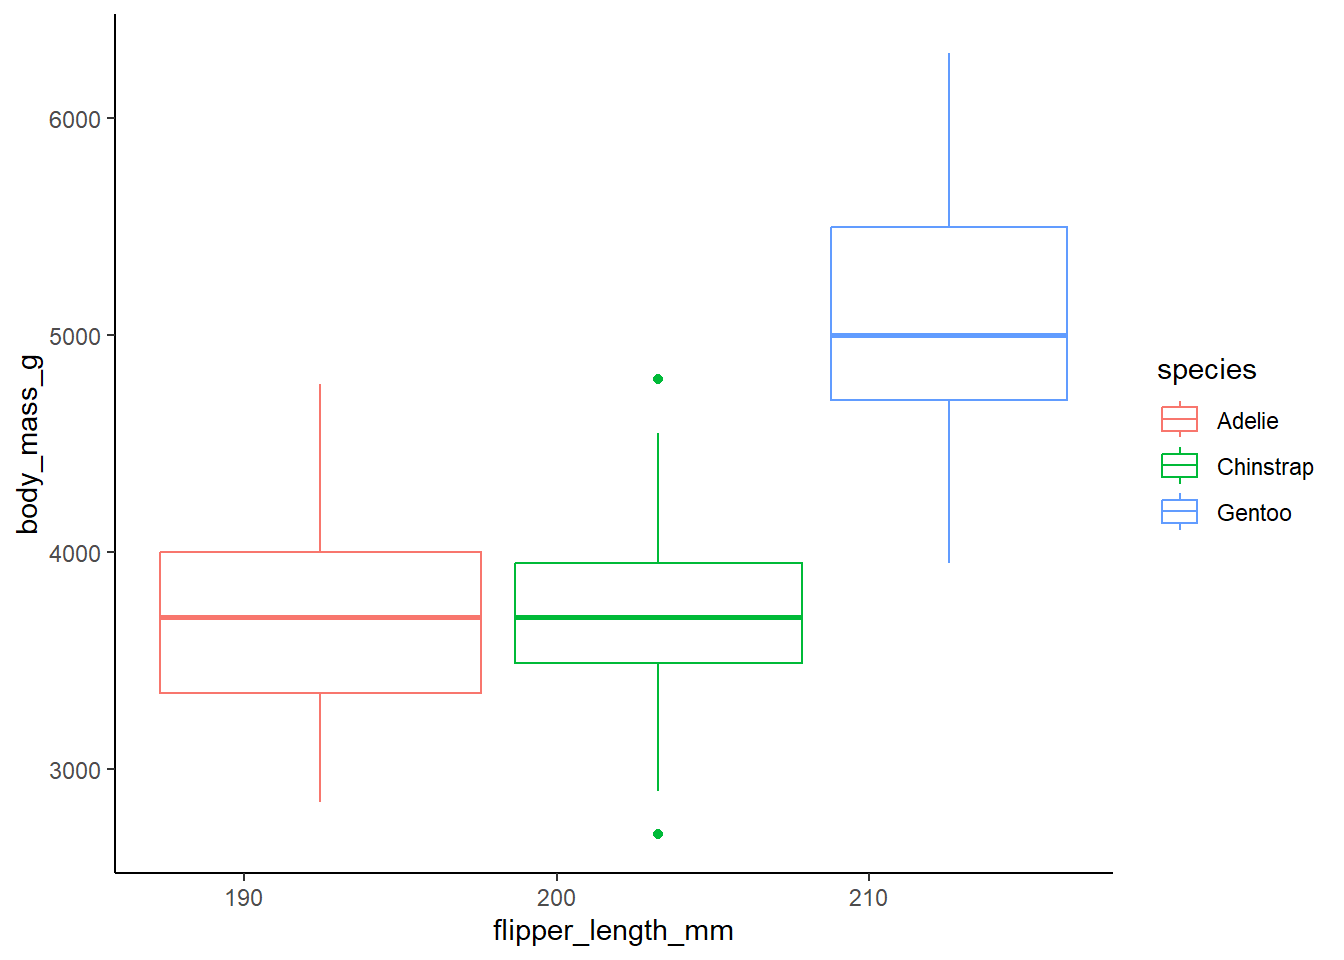 body_mass_g
6000
5000
4000
3000
190 200 210
flipper_length_mm
species
Adelie
Chinstrap
Gentoo